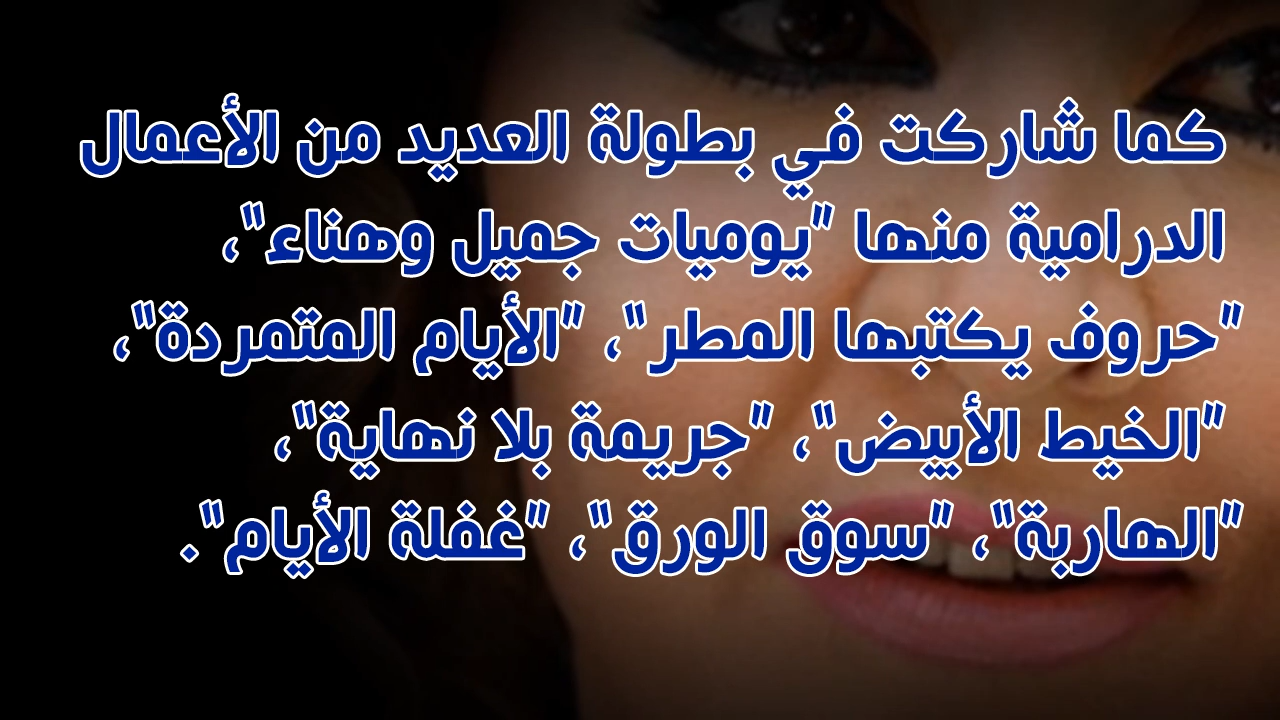 كما شاركت في بطولة العديد من الأعمال
الدرامية منها "يوميات جميل وهناء"،
"حروف يكتبها المطر"، "الأيام المتمردة"،
"الخيط الأبيض"، "جريمة بلا نهاية"،
"الهاربة"، "سوق الورق"، "غفلة الأيام".